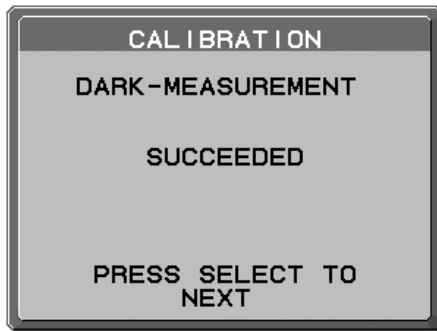 CALIBRATION
DARK-MEASUREMENT
SUCCEEDED
PRESS SELECT TO
NEXT